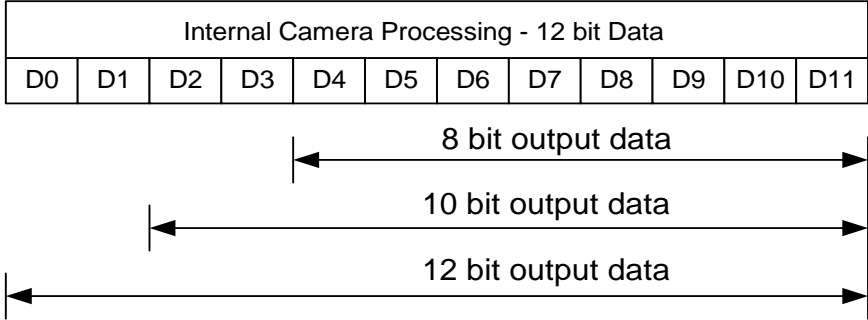 Internal Camera Processing - 12 bit Data
D0 D1 D2 D3 D4 D5 D6 D7 D8 D9 D10 D11
8 bit output data
10 bit output data
12 bit output data